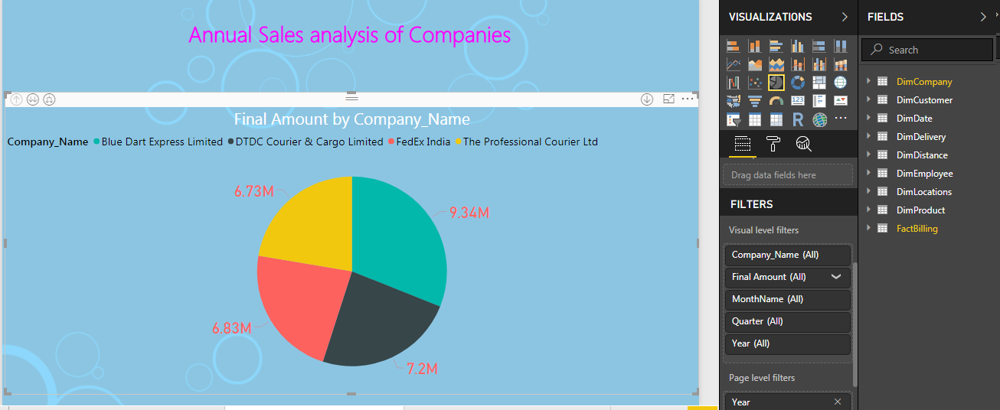 Annual Sales analysis of Companies
Final Amount by Company_Name
Company_Name Blue Dart Express Limited DTDC Courier & Cargo Limited FedEx India The Professional Courier Ltd
6.73M
9.34M
6.83M
7.2M
VISUALIZATIONS
123
R
Drag data fields here
FILTERS
Visual level filters
Company_Name (All)
Final Amount (All)
MonthName (All)
Quarter (All)
Year (All)
Page level filters
Year
FIELDS
Search
DimCompany
DimCustomer
DimDate
DimDelivery
DimDistance
DimEmployee
DimLocations
DimProduct
FactBilling